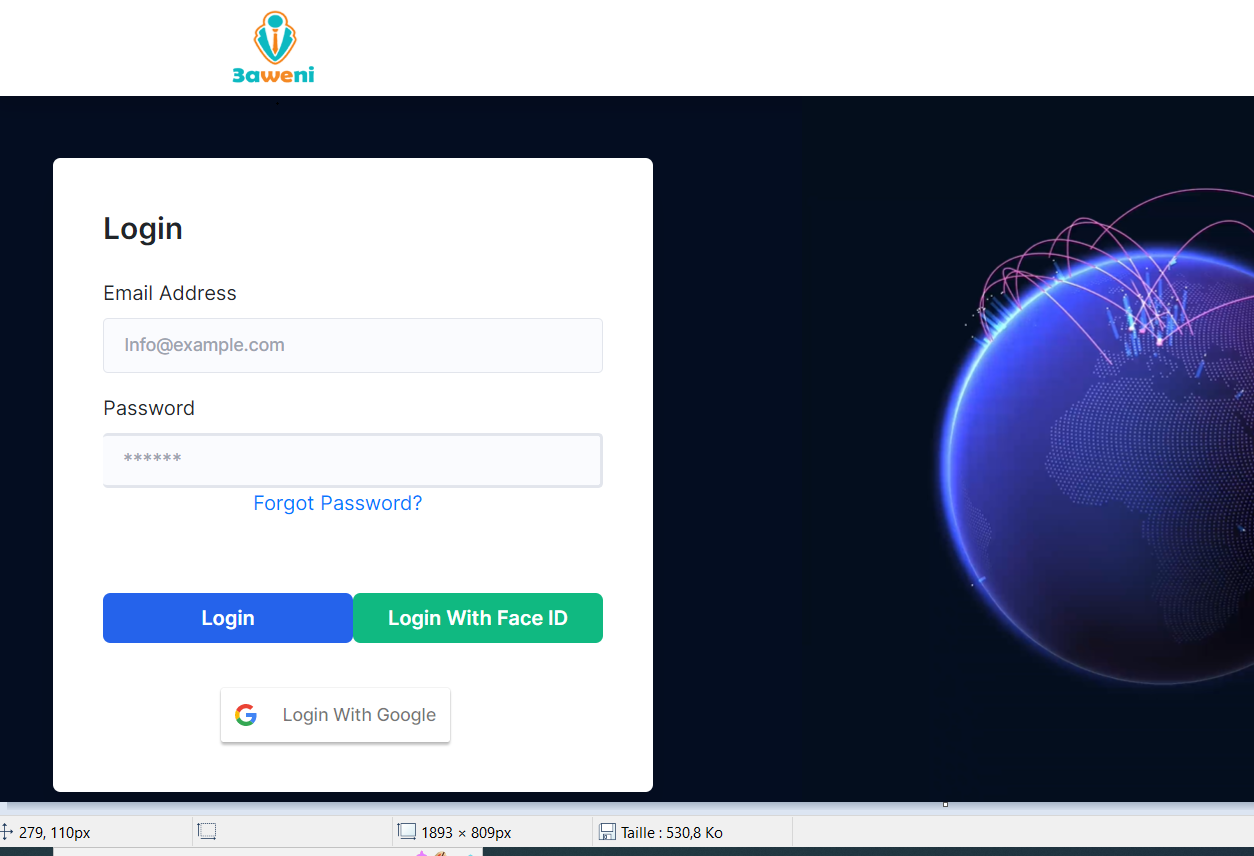 3aweni
Login
Email Address
Info@example.com
Password
******
Forgot Password?
Login
Login With Face ID
Login With Google
279, 110px
1893 × 809px
Taille : 530,8 Ko